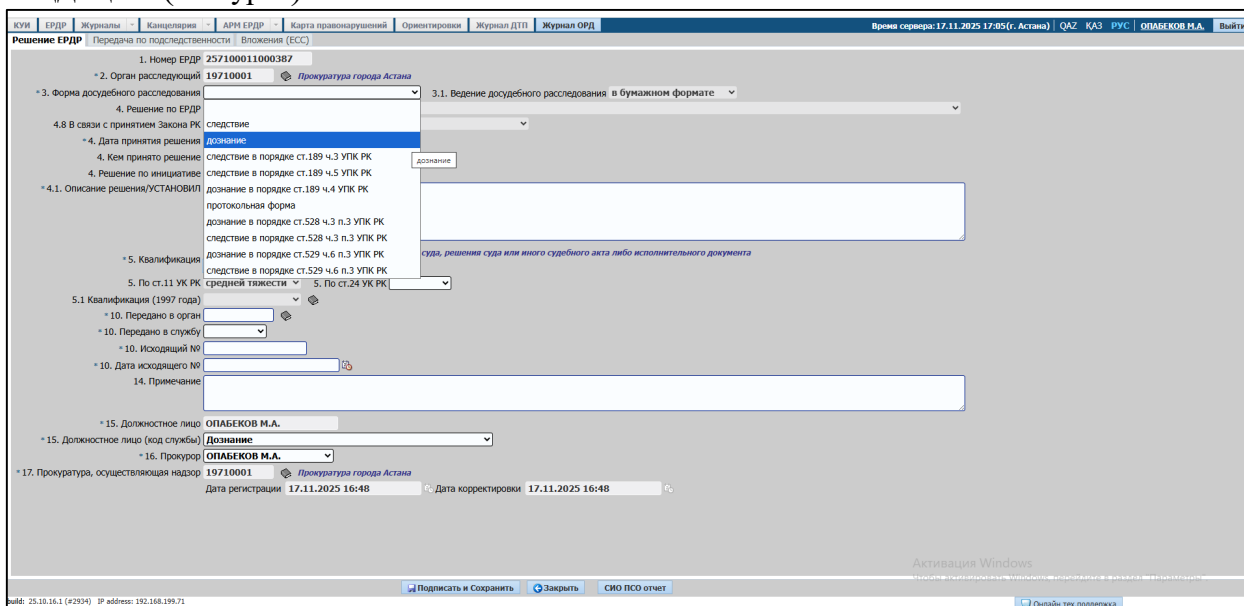 КУИ ЕРДР Журналы Канцелярия АРМ ЕРДР Карта правонарушений Ориентировки Журнал ДТП Журнал ОРД Время сервера:17.11.2025 17:05(г. Астана) QAZ ҚАЗ РУС ОПАБЕКОВ М.А. Выйти
Решение ЕРДР Передача по подследственности Вложения (ECC)
1. Номер ЕРДР 257100011000387
* 2. Орган расследующий 19710001 Прокуратура города Астана
* 3. Форма досудебного расследования 3.1. Ведение досудебного расследования в бумажном формате
4. Решение по ЕРДР
4.8 В связи с принятием Закона РК следствие
* 4. Дата принятия решения дознание
4. Кем принято решение следствие в порядке ст.189 ч.3 УПК РК дознание
4. Решение по инициативе следствие в порядке ст.189 ч.5 УПК РК
* 4.1. Описание решения/УСТАНОВИЛ дознание в порядке ст.189 ч.4 УПК РК
протокольная форма
дознание в порядке ст.528 ч.3 п.3 УПК РК
следствие в порядке ст.528 ч.3 п.3 УПК РК
* 5. Квалификация дознание в порядке ст.529 ч.6 п.3 УПК РК суда, решения суда или иного судебного акта либо исполнительного документа
следствие в порядке ст.529 ч.6 п.3 УПК РК
5. По ст.11 УК РК средней тяжести 5. По ст.24 УК РК
5.1 Квалификация (1997 года)
* 10. Передано в орган
* 10. Передано в службу
* 10. Исходящий №
* 10. Дата исходящего №
14. Примечание
* 15. Должностное лицо ОПАБЕКОВ М.А.
* 15. Должностное лицо (код службы) Дознание
* 16. Прокурор ОПАБЕКОВ М.А.
* 17. Прокуратура, осуществляющая надзор 19710001 Прокуратура города Астана
Дата регистрации 17.11.2025 16:48 Дата корректировки 17.11.2025 16:48
Активация Windows
Чтобы активировать Windows, перейдите в раздел "Параметры".
Подписать и Сохранить Закрыть СИО ПСО отчет
build: 25.10.16.1 (#2934) IP address: 192.168.199.71 Онлайн тех поддержка